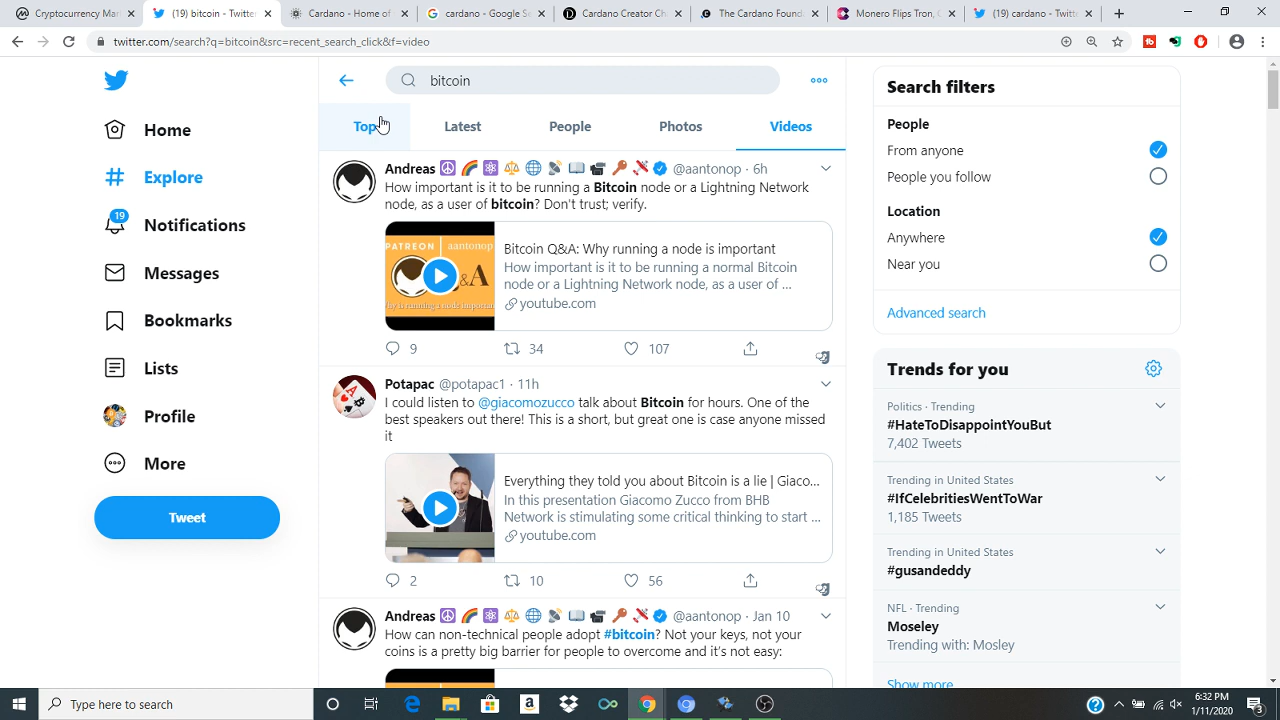 Cryptocurrency Mar
(19) bitcoin - Twitter
Cardano - Home
cardano - Google Se
Cardano Cardano Ch
The Cardano Founda
Monero Flips
(19) cardano - Twitte
twitter.com/search?q=bitcoin&src=recent_search_click&f=video
bitcoin
Top
Latest
People
Photos
Videos
Home
Explore
19
Notifications
Messages
Bookmarks
Lists
Profile
More
Tweet
Andreas @aantonop · 6h
How important is it to be running a Bitcoin node or a Lightning Network
node, as a user of bitcoin? Don't trust; verify.
PATREON | aantonop
Q&A
Bitcoin Q&A: Why running a node is important
How important is it to be running a normal Bitcoin
node or a Lightning Network node, as a user of ...
youtube.com
9 34 107
Potapac @potapac1 · 11h
I could listen to @giacomozucco talk about Bitcoin for hours. One of the
best speakers out there! This is a short, but great one is case anyone missed
it
Everything they told you about Bitcoin is a lie | Giaco...
In this presentation Giacomo Zucco from BHB
Network is stimulating some critical thinking to start ...
youtube.com
2 10 56
Andreas @aantonop · Jan 10
How can non-technical people adopt #bitcoin? Not your keys, not your
coins is a pretty big barrier for people to overcome and it's not easy:
Search filters
People
From anyone
People you follow
Location
Anywhere
Near you
Advanced search
Trends for you
Politics · Trending
#HateToDisappointYouBut
7,402 Tweets
Trending in United States
#IfCelebritiesWentToWar
1,185 Tweets
Trending in United States
#gusandeddy
NFL · Trending
Moseley
Trending with: Mosley
Show more
Type here to search
6:32 PM
1/11/2020
3